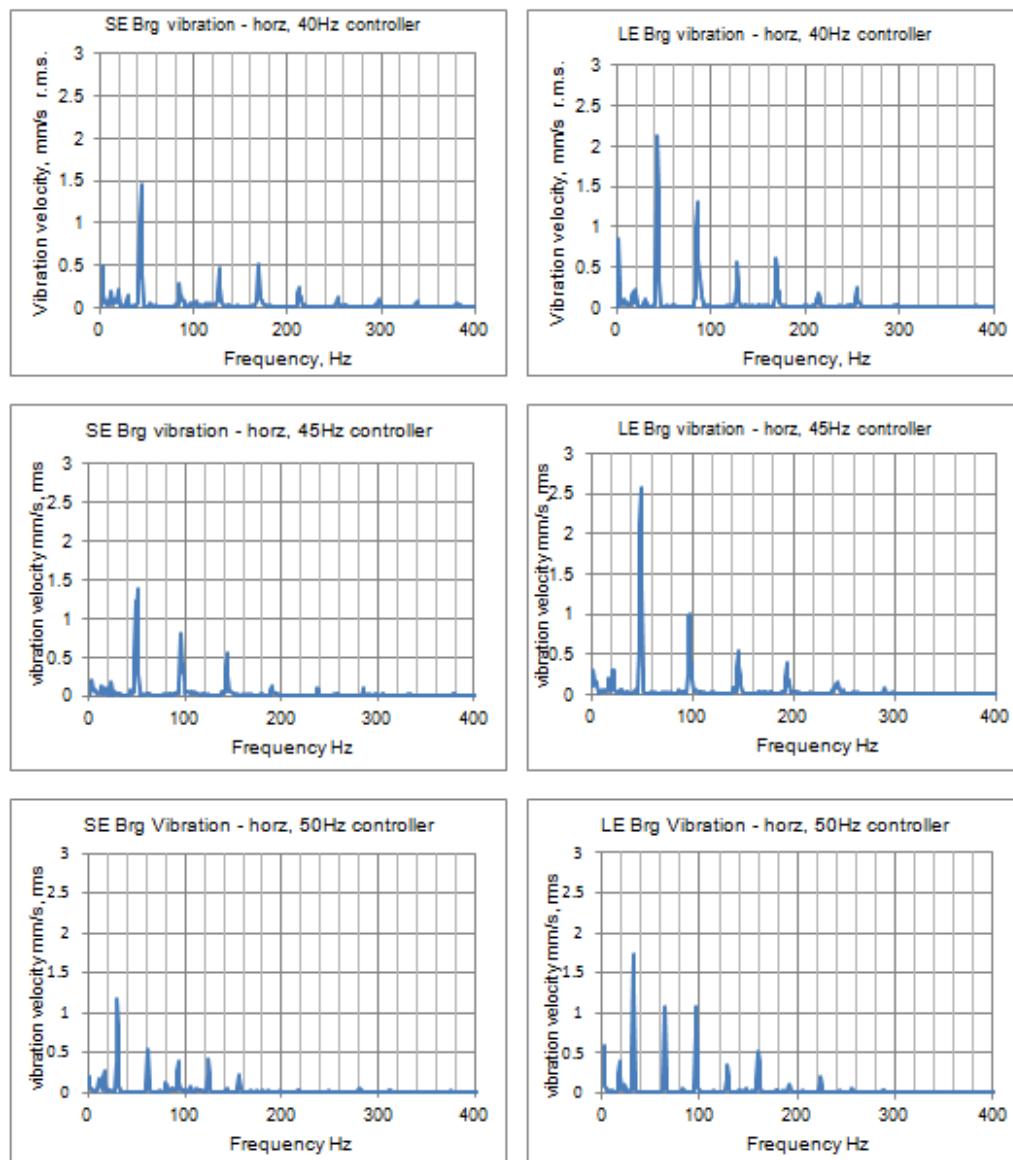 SE Brg vibration - horz, 40Hz controller
Vibration velocity, mm/s r.m.s.
3
2.5
2
1.5
1
0.5
0
0 100 200 300 400
Frequency, Hz
LE Brg vibration - horz, 40Hz controller
Vibration velocity, mm/s r.m.s.
3
2.5
2
1.5
1
0.5
0
0 100 200 300 400
Frequency, Hz
SE Brg vibration - horz, 45Hz controller
vibration velocity mm/s, rms
3
2.5
2
1.5
1
0.5
0
0 100 200 300 400
Frequency Hz
LE Brg vibration - horz, 45Hz controller
vibration velocity mm/s, rms
3
2.5
2
1.5
1
0.5
0
0 100 200 300 400
Frequency Hz
SE Brg Vibration - horz, 50Hz controller
vibration velocity mm/s, rms
3
2.5
2
1.5
1
0.5
0
0 100 200 300 400
Frequency Hz
LE Brg Vibration - horz, 50Hz controller
vibration velocity mm/s, rms
3
2.5
2
1.5
1
0.5
0
0 100 200 300 400
Frequency Hz